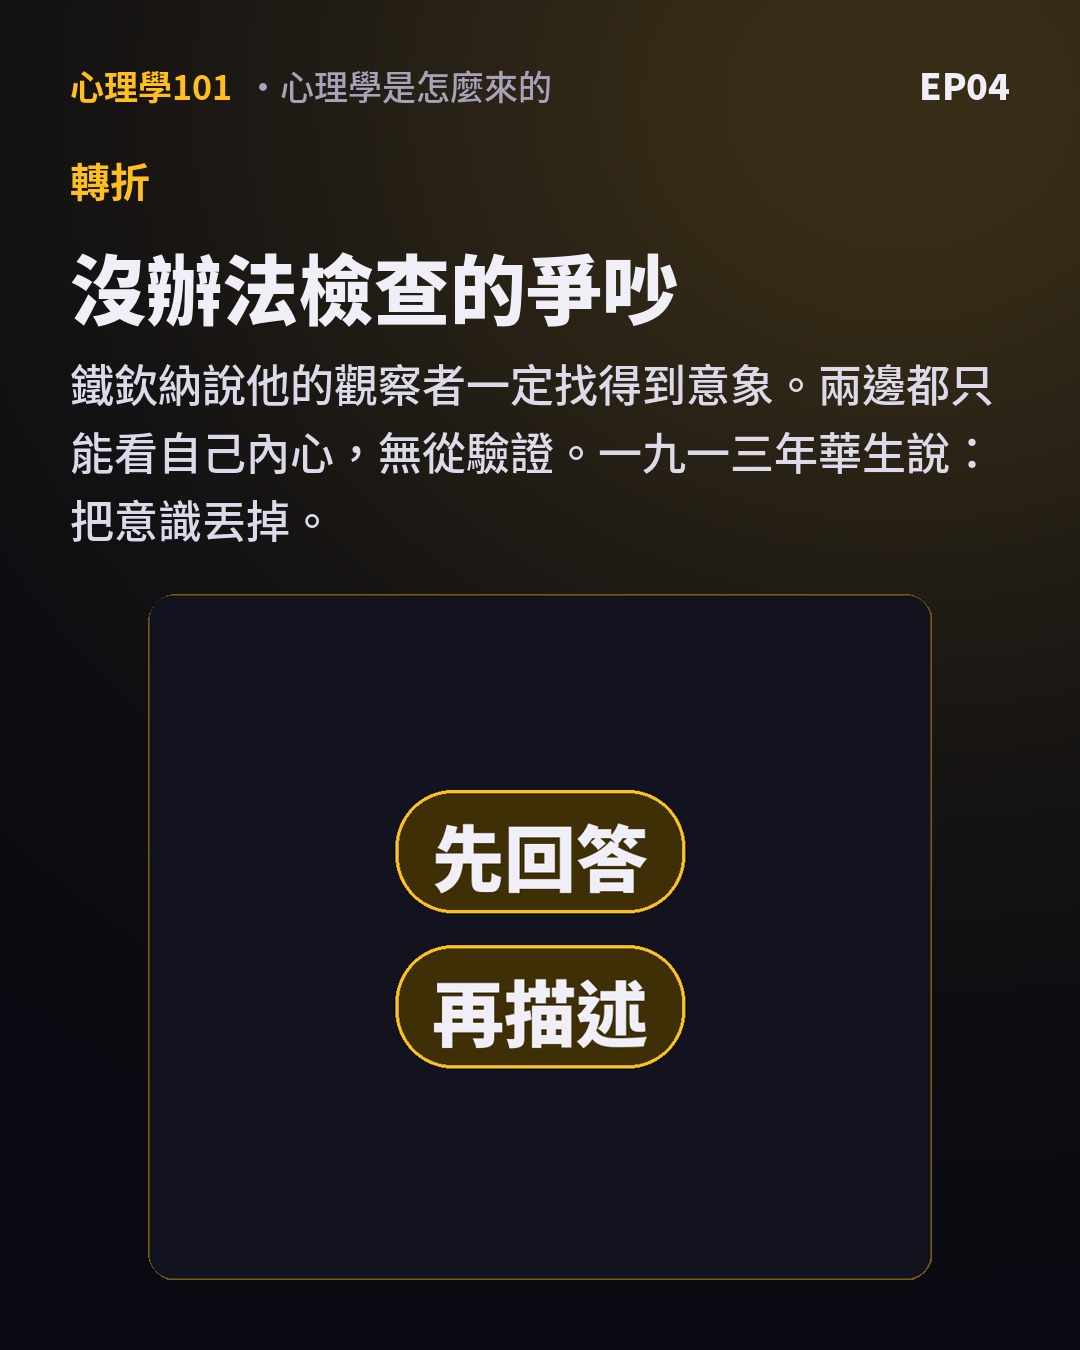 心理學101 ・心理學是怎麼來的 EP04
轉折
沒辦法檢查的爭吵
鐵欽納說他的觀察者一定找得到意象。兩邊都只
能看自己內心，無從驗證。一九一三年華生說：
把意識丟掉。
先回答
再描述